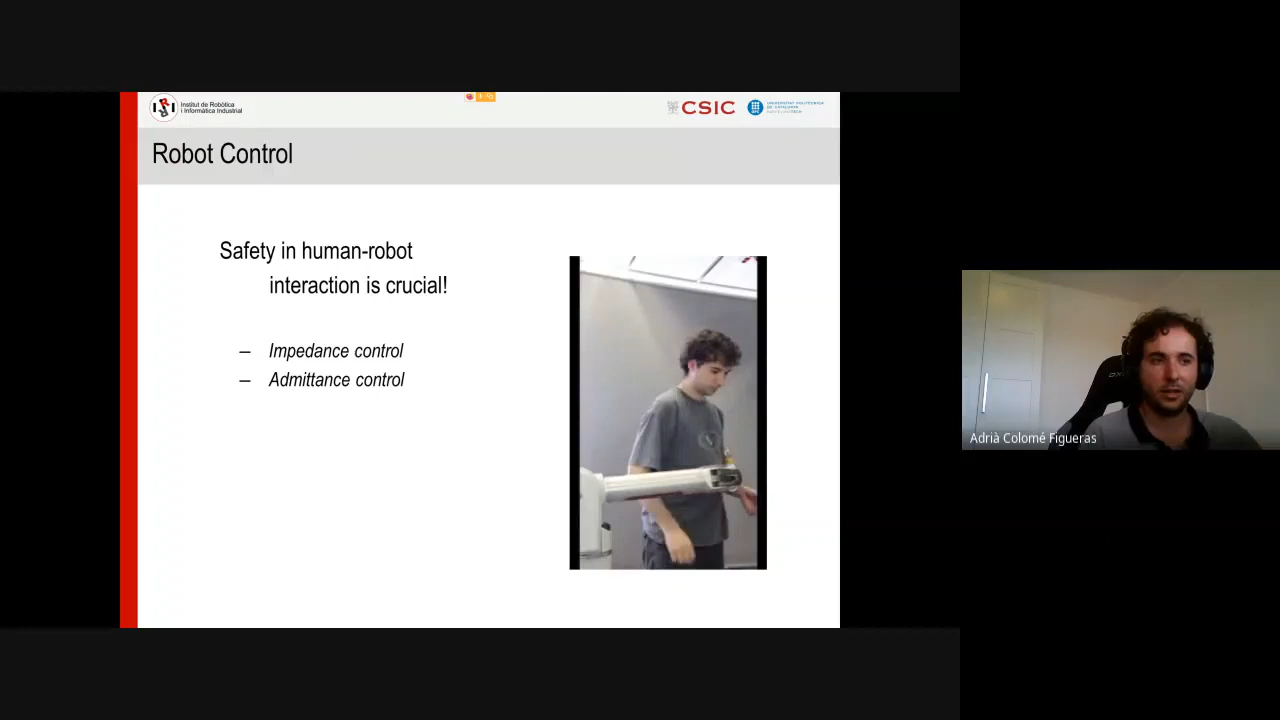 Institut de Robòtica
i Informàtica Industrial
CSIC
UNIVERSITAT POLITÈCNICA
DE CATALUNYA
BARCELONATECH
Robot Control
Safety in human-robot
interaction is crucial!
– Impedance control
– Admittance control
Adrià Colomé Figueras